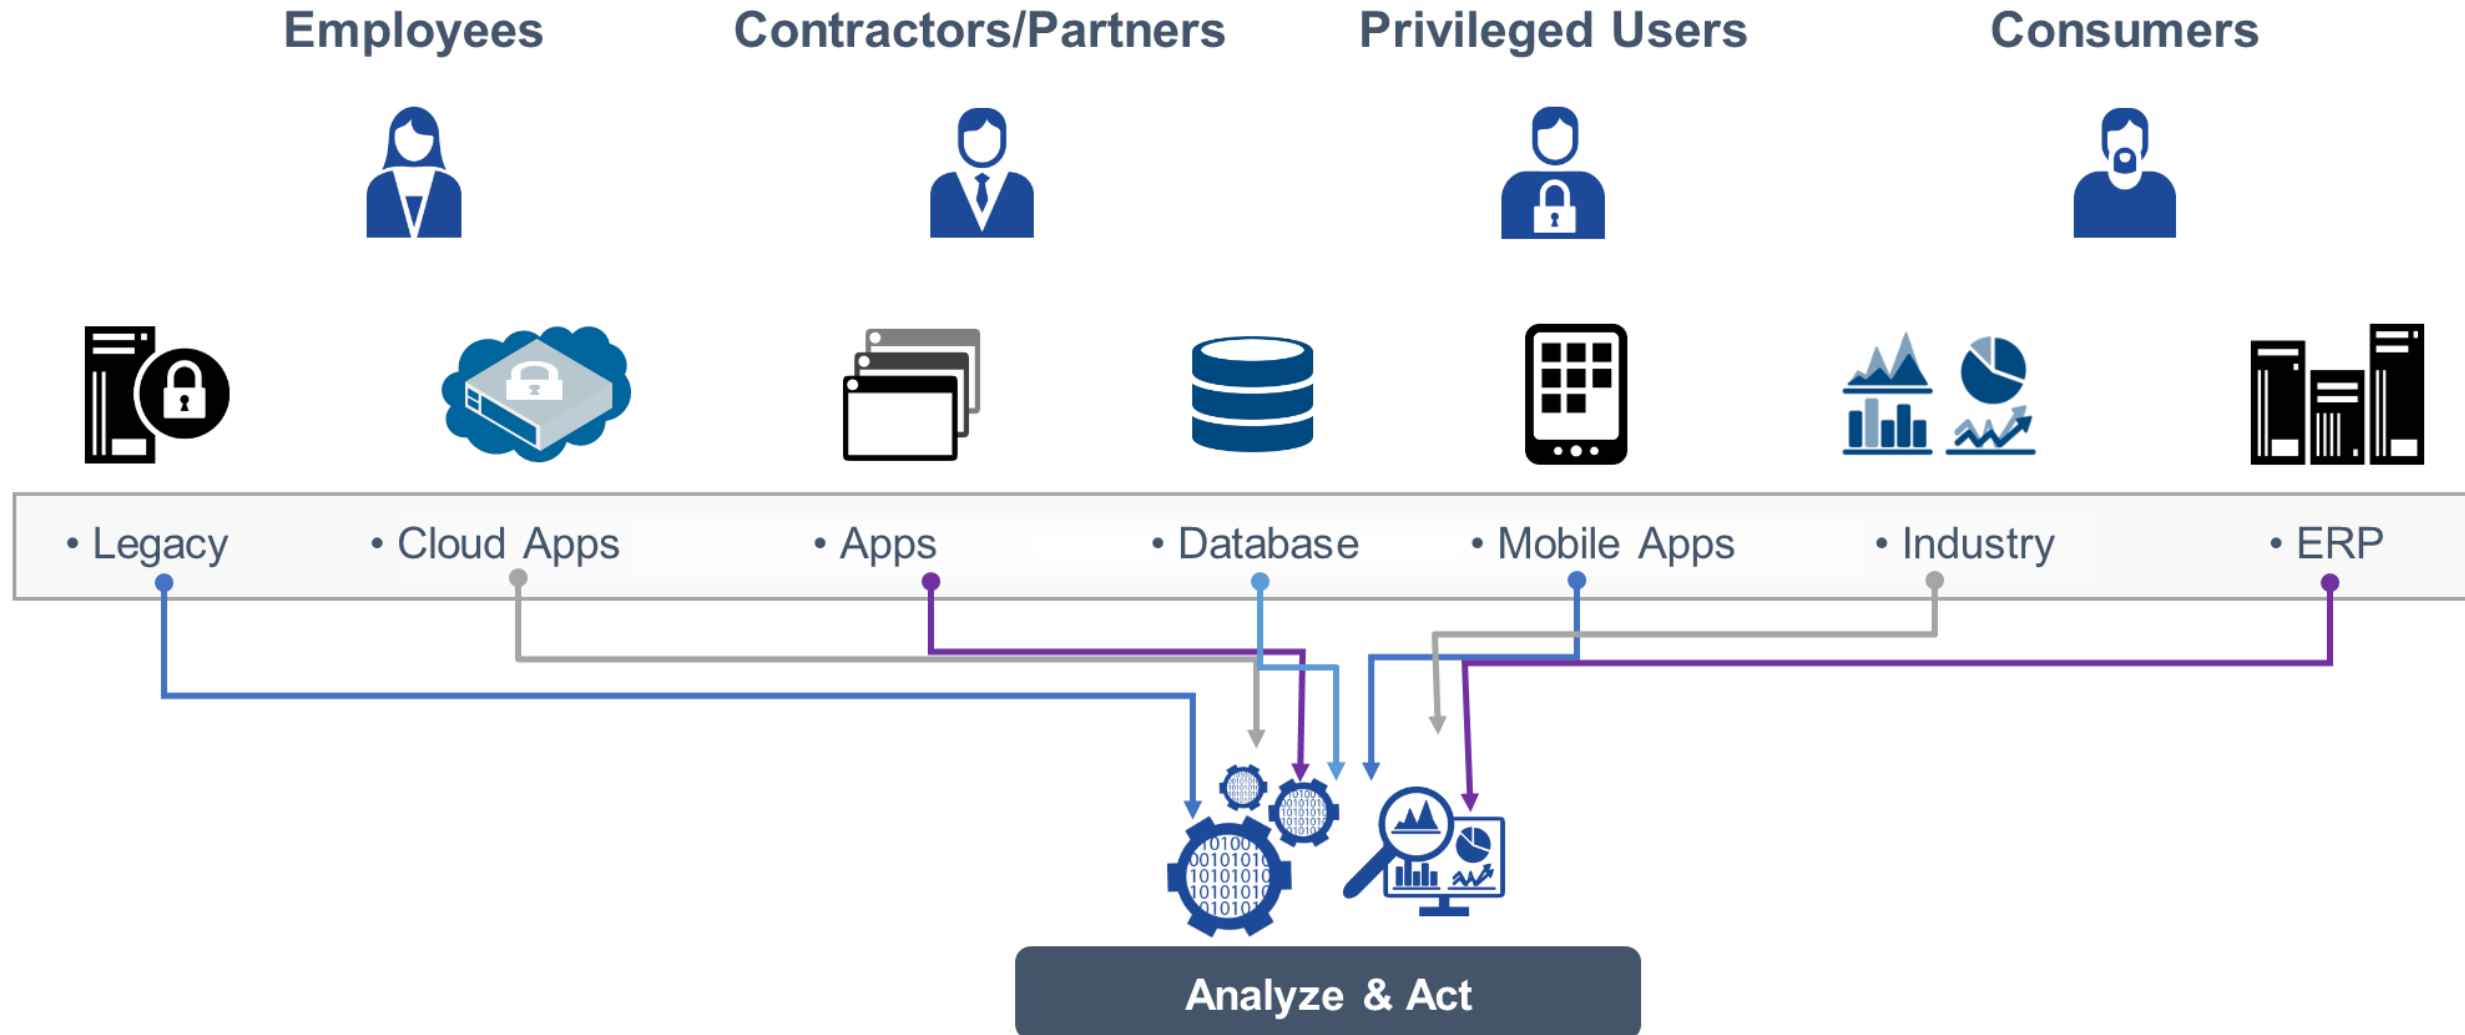 Employees Contractors/Partners Privileged Users Consumers
• Legacy • Cloud Apps • Apps • Database • Mobile Apps • Industry • ERP
Analyze & Act